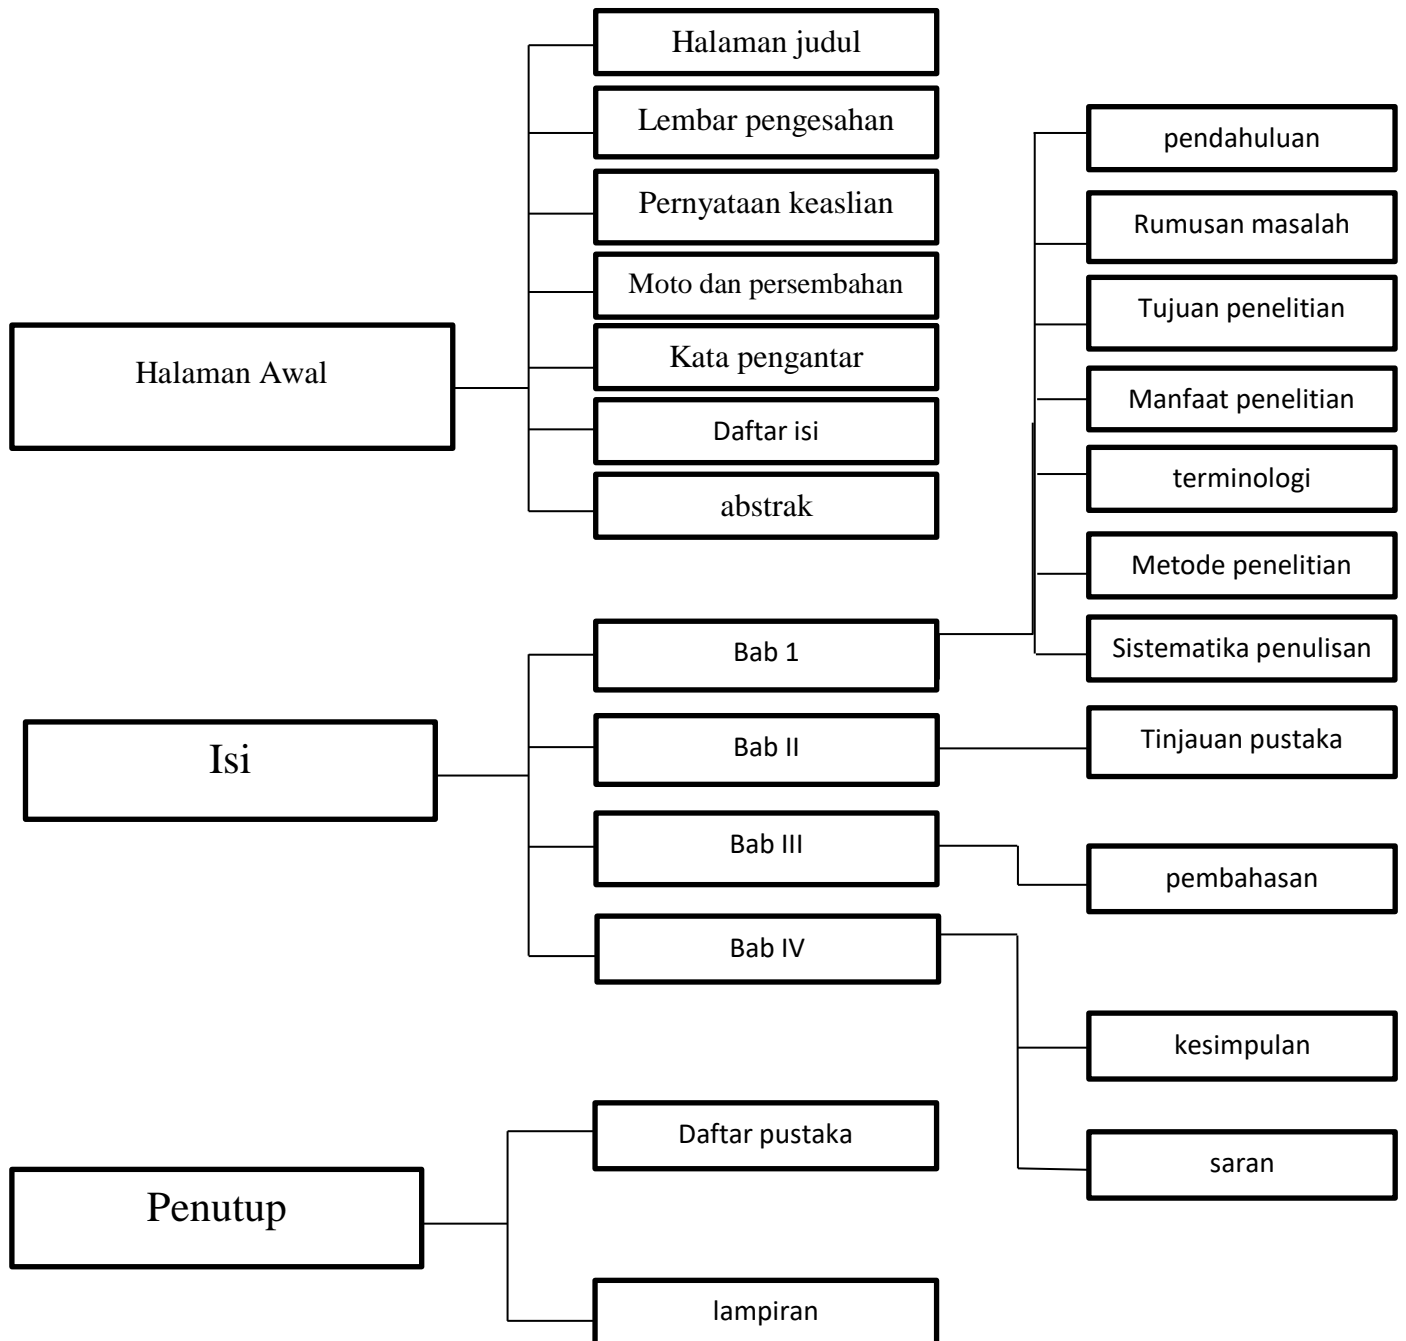 Halaman Awal
Halaman judul
Lembar pengesahan
Pernyataan keaslian
Moto dan persembahan
Kata pengantar
Daftar isi
abstrak
Isi
Bab 1
pendahuluan
Rumusan masalah
Tujuan penelitian
Manfaat penelitian
terminologi
Metode penelitian
Sistematika penulisan
Bab II
Tinjauan pustaka
Bab III
pembahasan
Bab IV
kesimpulan
saran
Penutup
Daftar pustaka
lampiran